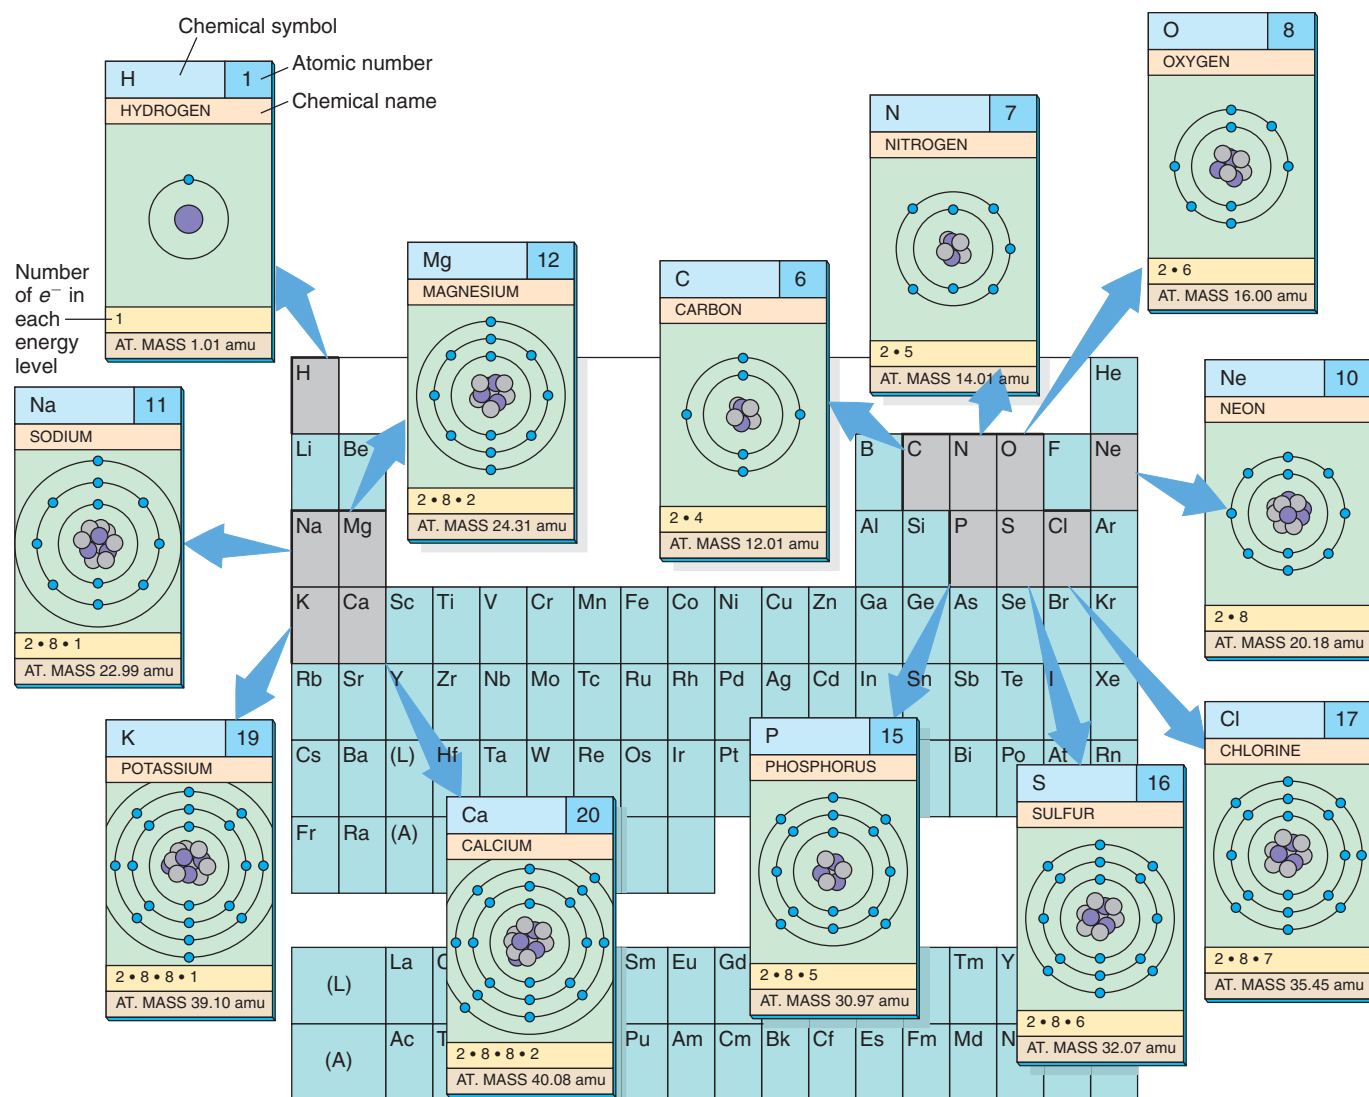 Chemical symbol
Atomic number
Chemical name
Number
of e– in
each
energy
level
H 1
HYDROGEN
1
AT. MASS 1.01 amu
Mg 12
MAGNESIUM
2 • 8 • 2
AT. MASS 24.31 amu
C 6
CARBON
2 • 4
AT. MASS 12.01 amu
N 7
NITROGEN
2 • 5
AT. MASS 14.01 amu
O 8
OXYGEN
2 • 6
AT. MASS 16.00 amu
Na 11
SODIUM
2 • 8 • 1
AT. MASS 22.99 amu
Ne 10
NEON
2 • 8
AT. MASS 20.18 amu
H He
Li Be B C N O F Ne
Na Mg Al Si P S Cl Ar
K Ca Sc Ti V Cr Mn Fe Co Ni Cu Zn Ga Ge As Se Br Kr
Rb Sr Y Zr Nb Mo Tc Ru Rh Pd Ag Cd In Sn Sb Te I Xe
Cs Ba (L) Hf Ta W Re Os Ir Pt Bi Po At Rn
Fr Ra (A)
(L) La Sm Eu Gd Tm
(A) Ac Pu Am Cm Bk Cf Es Fm Md
K 19
POTASSIUM
2 • 8 • 8 • 1
AT. MASS 39.10 amu
Ca 20
CALCIUM
2 • 8 • 8 • 2
AT. MASS 40.08 amu
P 15
PHOSPHORUS
2 • 8 • 5
AT. MASS 30.97 amu
S 16
SULFUR
2 • 8 • 6
AT. MASS 32.07 amu
Cl 17
CHLORINE
2 • 8 • 7
AT. MASS 35.45 amu